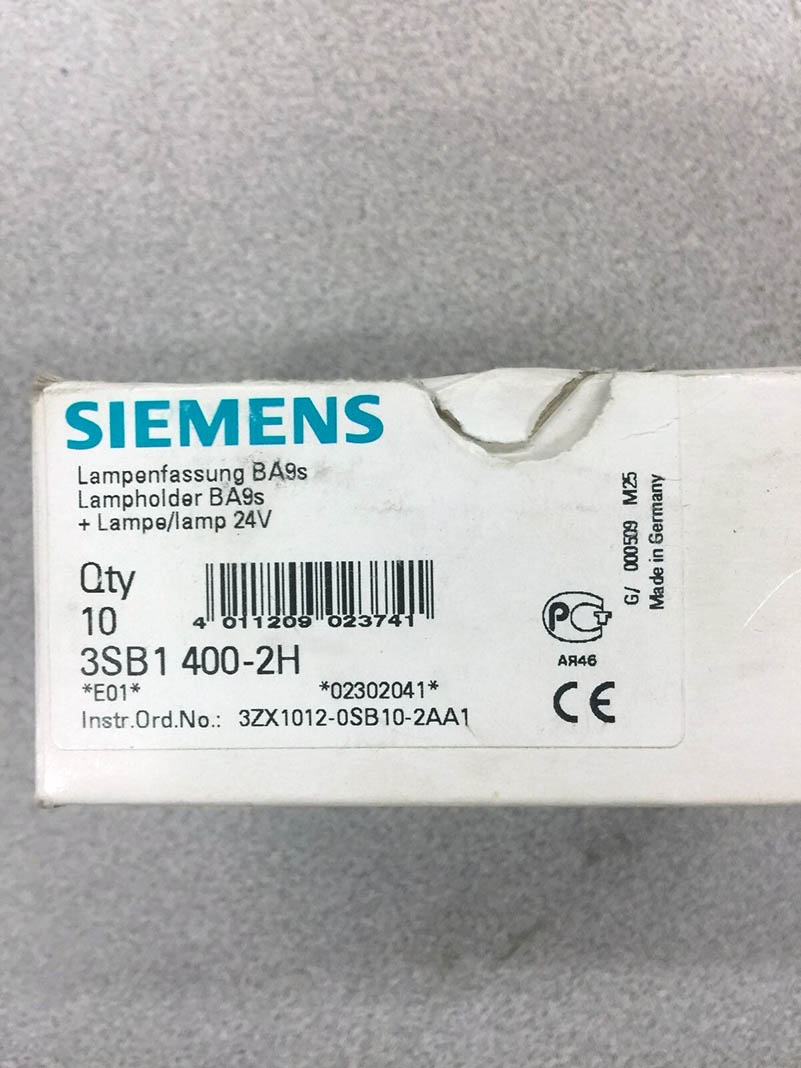 SIEMENS
Lampenfassung BA9s
Lampholder BA9s
+ Lampe/lamp 24V
Qty
10
4 011209 023741
3SB1 400-2H
*E01* *02302041*
Instr.Ord.No.: 3ZX1012-0SB10-2AA1
PCT
АЯ46
CE
G/ 000509 M25
Made in Germany